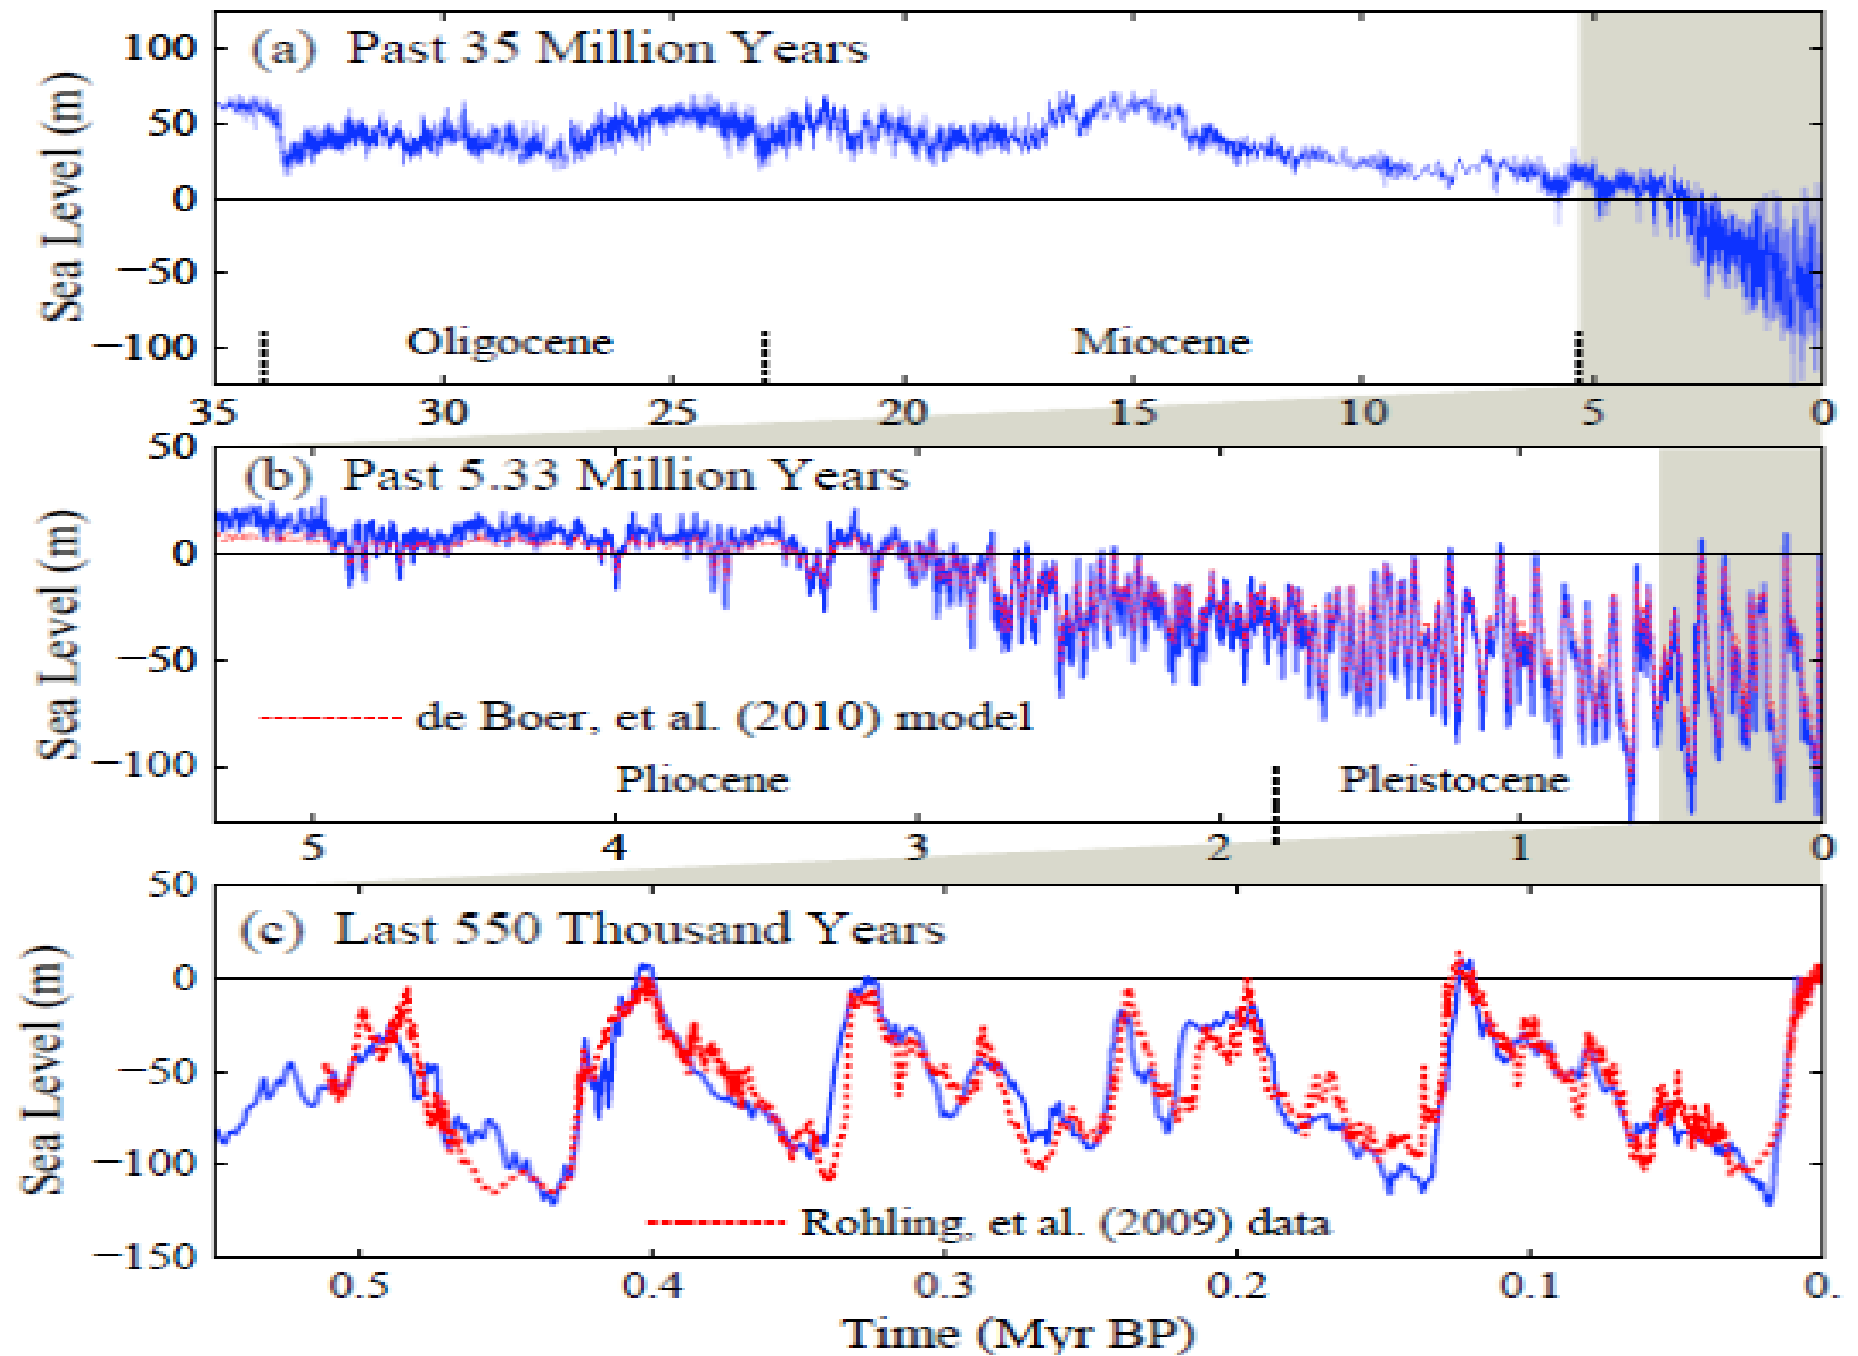 (a) Past 35 Million Years
Sea Level (m)
100
50
0
−50
−100
Oligocene
Miocene
35 30 25 20 15 10 5 0
(b) Past 5.33 Million Years
Sea Level (m)
50
0
−50
−100
de Boer, et al. (2010) model
Pliocene
Pleistocene
5 4 3 2 1 0
(c) Last 550 Thousand Years
Sea Level (m)
50
0
−50
−100
−150
Rohling, et al. (2009) data
0.5 0.4 0.3 0.2 0.1 0.
Time (Myr BP)